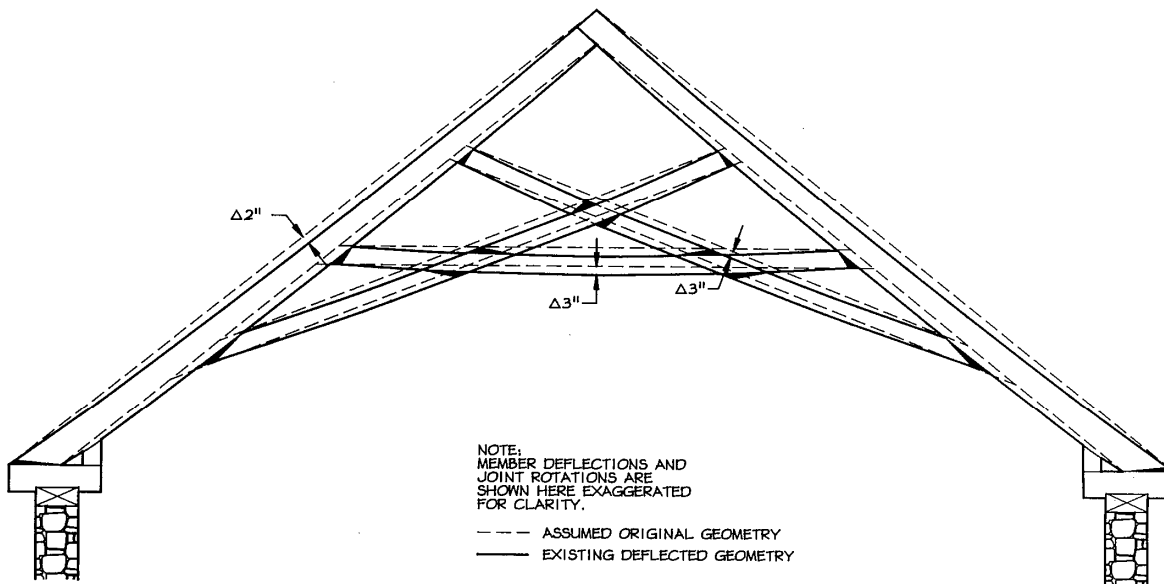 Δ2"
Δ3"
Δ3"
NOTE:
MEMBER DEFLECTIONS AND
JOINT ROTATIONS ARE
SHOWN HERE EXAGGERATED
FOR CLARITY.
ASSUMED ORIGINAL GEOMETRY
EXISTING DEFLECTED GEOMETRY